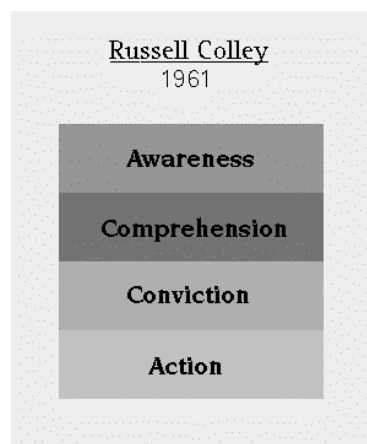 Russell Colley
1961
Awareness
Comprehension
Conviction
Action